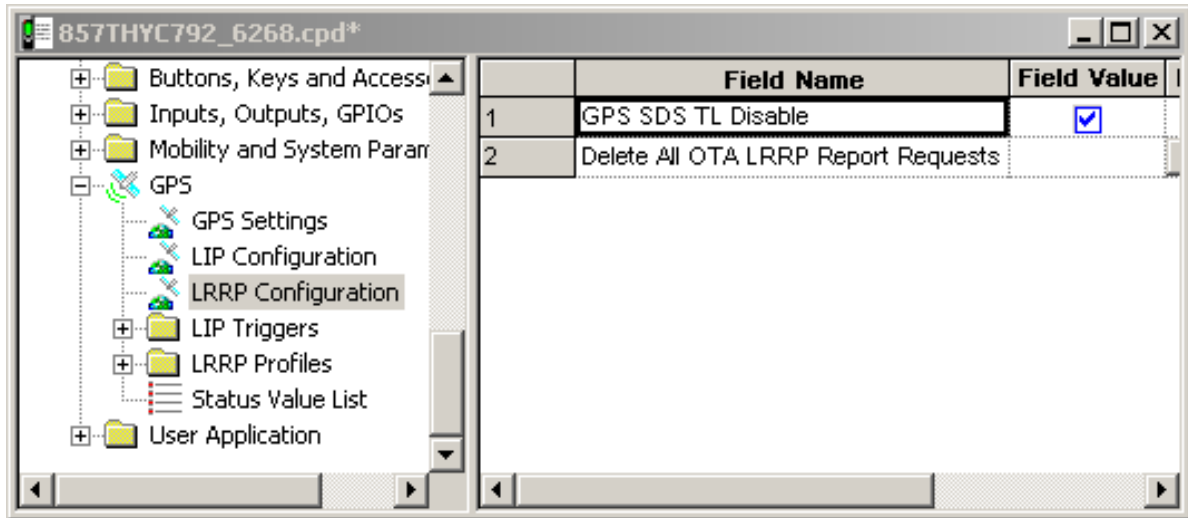 857THYC792_6268.cpd*
Buttons, Keys and Access
Inputs, Outputs, GPIOs
Mobility and System Param
GPS
GPS Settings
LIP Configuration
LRRP Configuration
LIP Triggers
LRRP Profiles
Status Value List
User Application
Field Name Field Value
1 GPS SDS TL Disable
2 Delete All OTA LRRP Report Requests